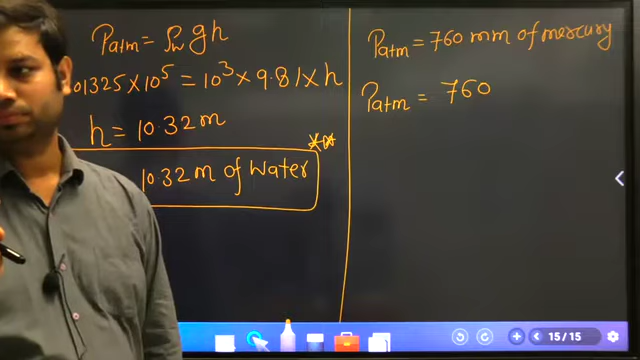 Patm = ρw gh
01325 × 10⁵ = 10³ × 9.81 × h
h = 10.32 m
10.32 m of Water
Patm = 760 mm of mercury
Patm = 760
15/15